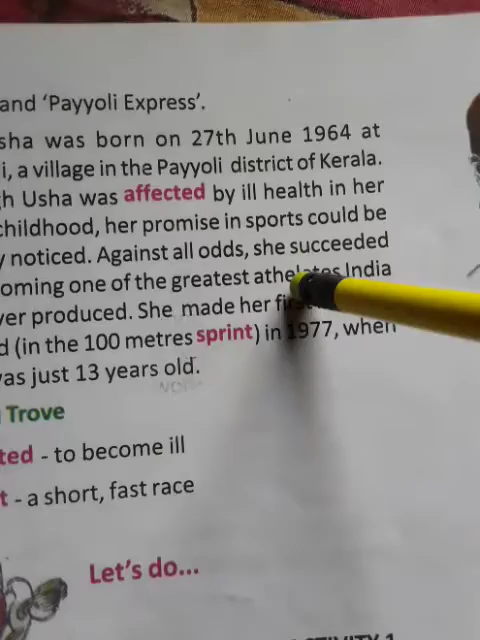 and 'Payyoli Express'.
sha was born on 27th June 1964 at
i, a village in the Payyoli district of Kerala.
gh Usha was affected by ill health in her
childhood, her promise in sports could be
y noticed. Against all odds, she succeeded
oming one of the greatest athelates India
ver produced. She made her
d (in the 100 metres sprint) in 1977, when
as just 13 years old.
Trove
ted - to become ill
t - a short, fast race
Let's do...